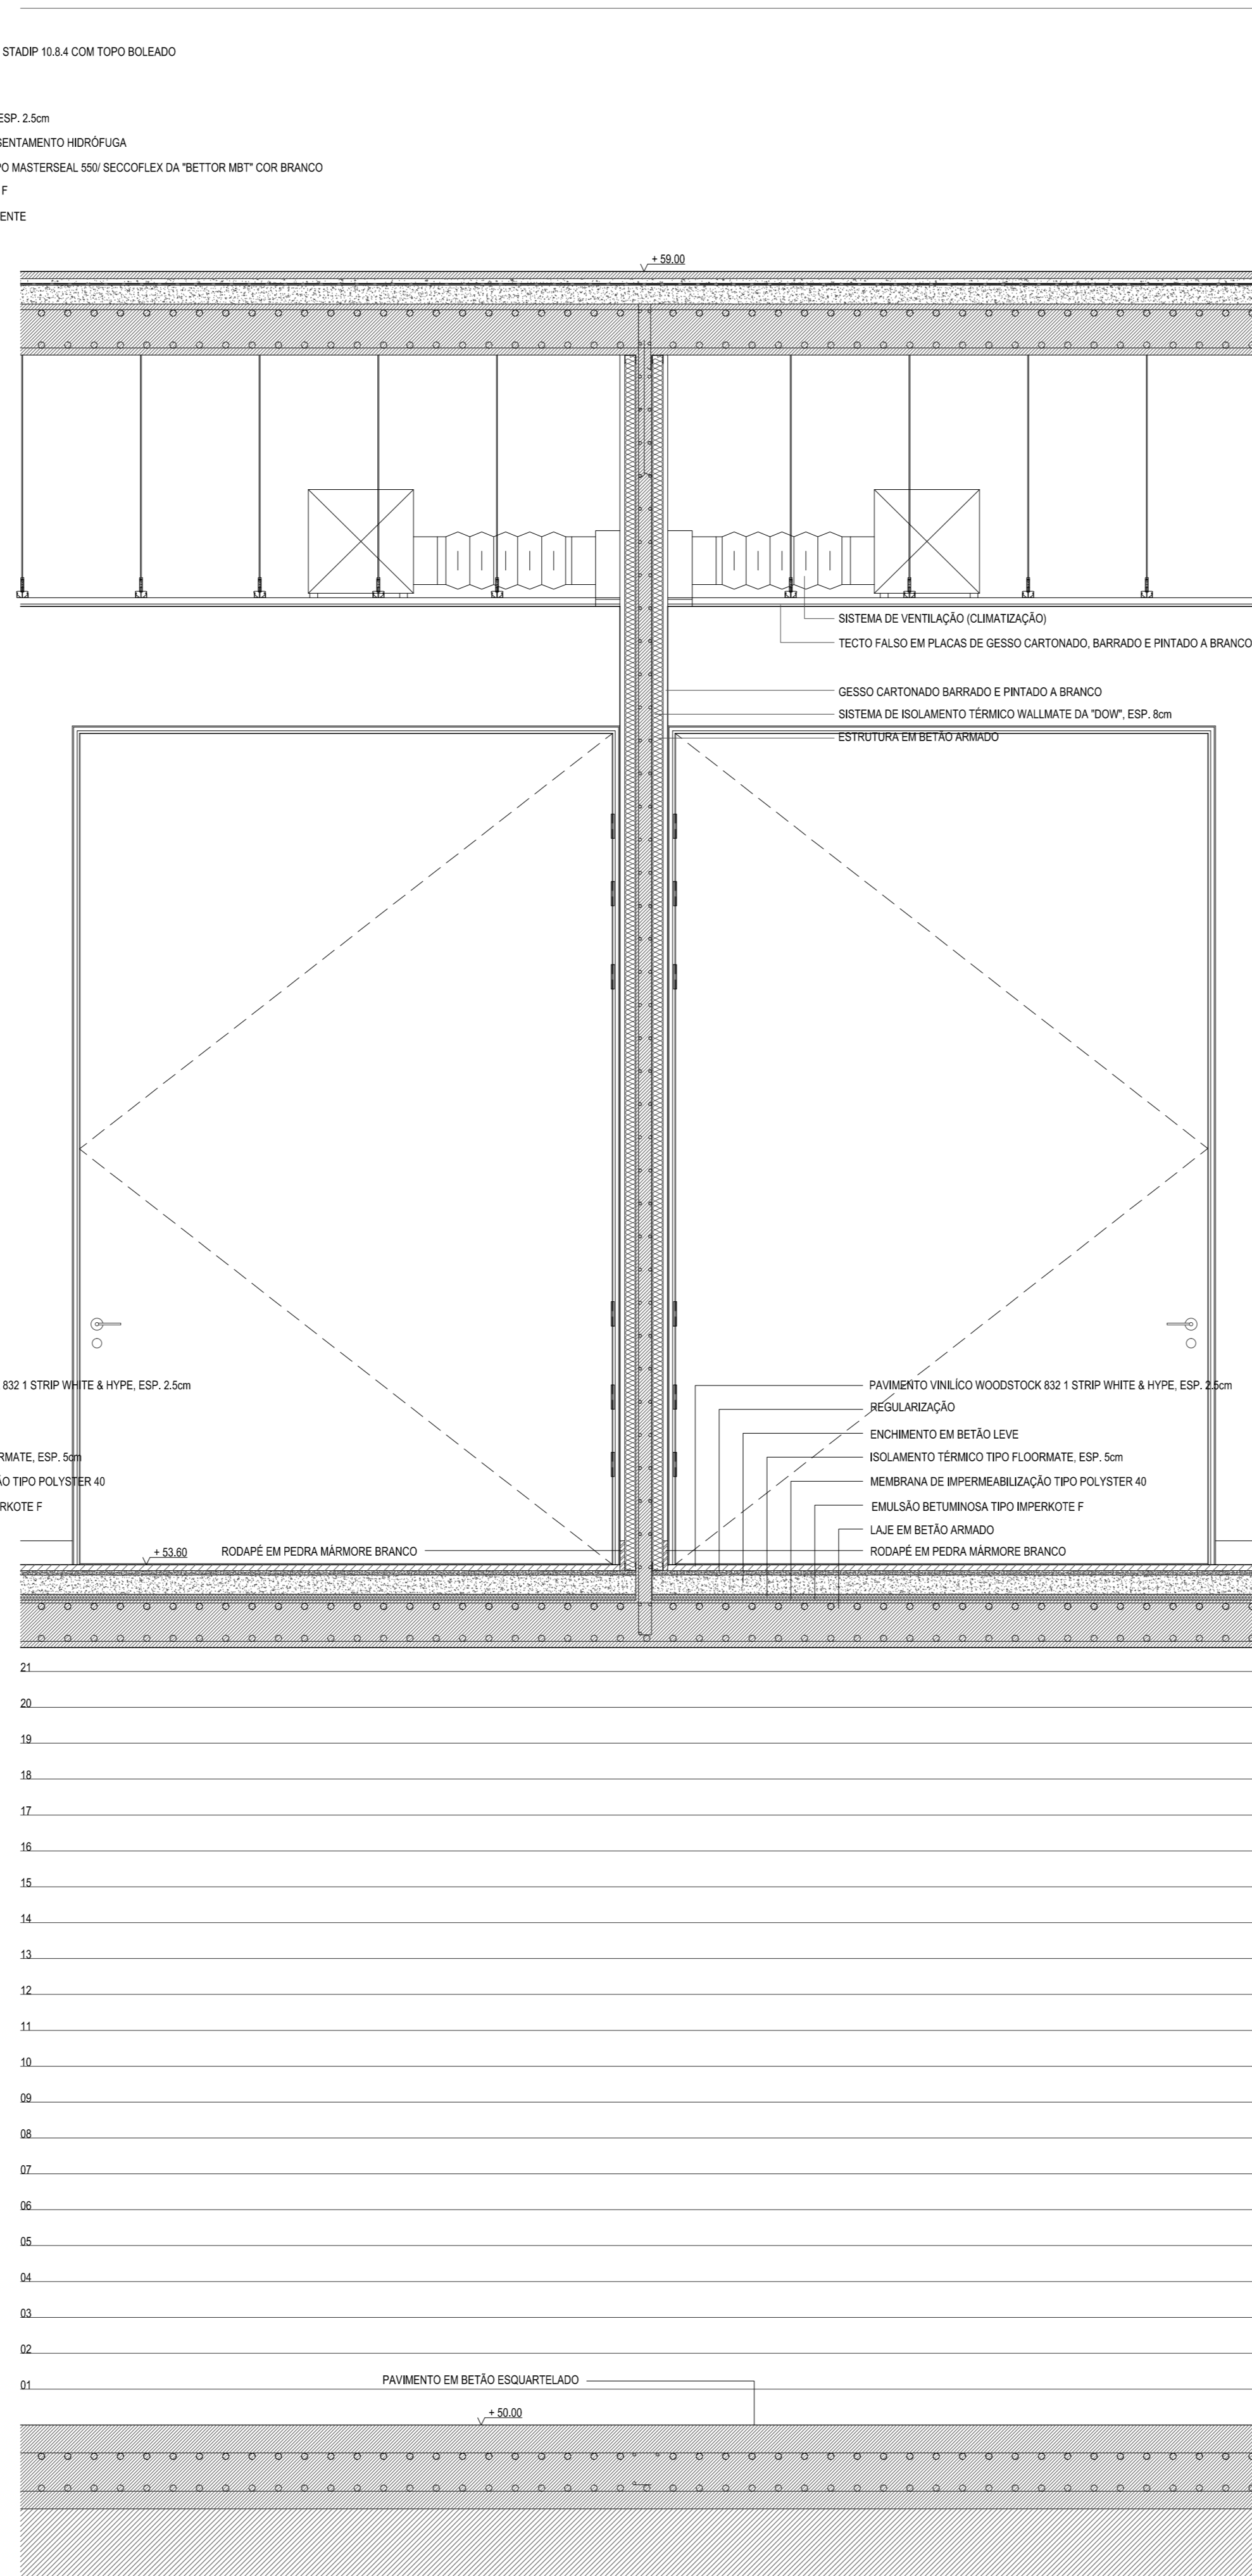 STADIP 10.8.4 COM TOPO BOLEADO
ESP. 2.5cm
SENTAMENTO HIDRÓFUGA
PO MASTERSEAL 550/ SECCOFLEX DA "BETTOR MBT" COR BRANCO
F
ENTE
+ 59.00
SISTEMA DE VENTILAÇÃO (CLIMATIZAÇÃO)
TECTO FALSO EM PLACAS DE GESSO CARTONADO, BARRADO E PINTADO A BRANCO
GESSO CARTONADO BARRADO E PINTADO A BRANCO
SISTEMA DE ISOLAMENTO TÉRMICO WALLMATE DA "DOW", ESP. 8cm
ESTRUTURA EM BETÃO ARMADO
832 1 STRIP WHITE & HYPE, ESP. 2.5cm
RMATE, ESP. 5cm
ÃO TIPO POLYSTER 40
RKOTE F
PAVIMENTO VINILÍCO WOODSTOCK 832 1 STRIP WHITE & HYPE, ESP. 2.5cm
REGULARIZAÇÃO
ENCHIMENTO EM BETÃO LEVE
ISOLAMENTO TÉRMICO TIPO FLOORMATE, ESP. 5cm
MEMBRANA DE IMPERMEABILIZAÇÃO TIPO POLYSTER 40
EMULSÃO BETUMINOSA TIPO IMPERKOTE F
LAJE EM BETÃO ARMADO
+ 53.60
RODAPÉ EM PEDRA MÁRMORE BRANCO
RODAPÉ EM PEDRA MÁRMORE BRANCO
21
20
19
18
17
16
15
14
13
12
11
10
09
08
07
06
05
04
03
02
01
PAVIMENTO EM BETÃO ESQUARTELADO
+ 50.00